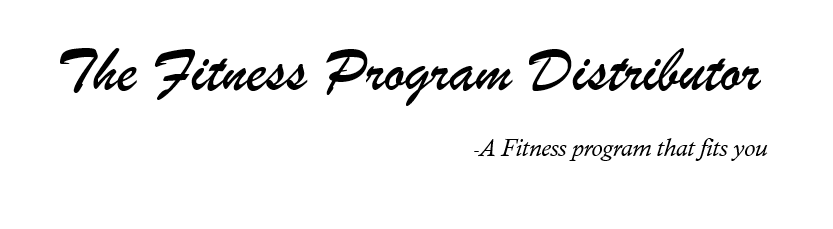 The Fitness Program Distributor
-A Fitness program that fits you